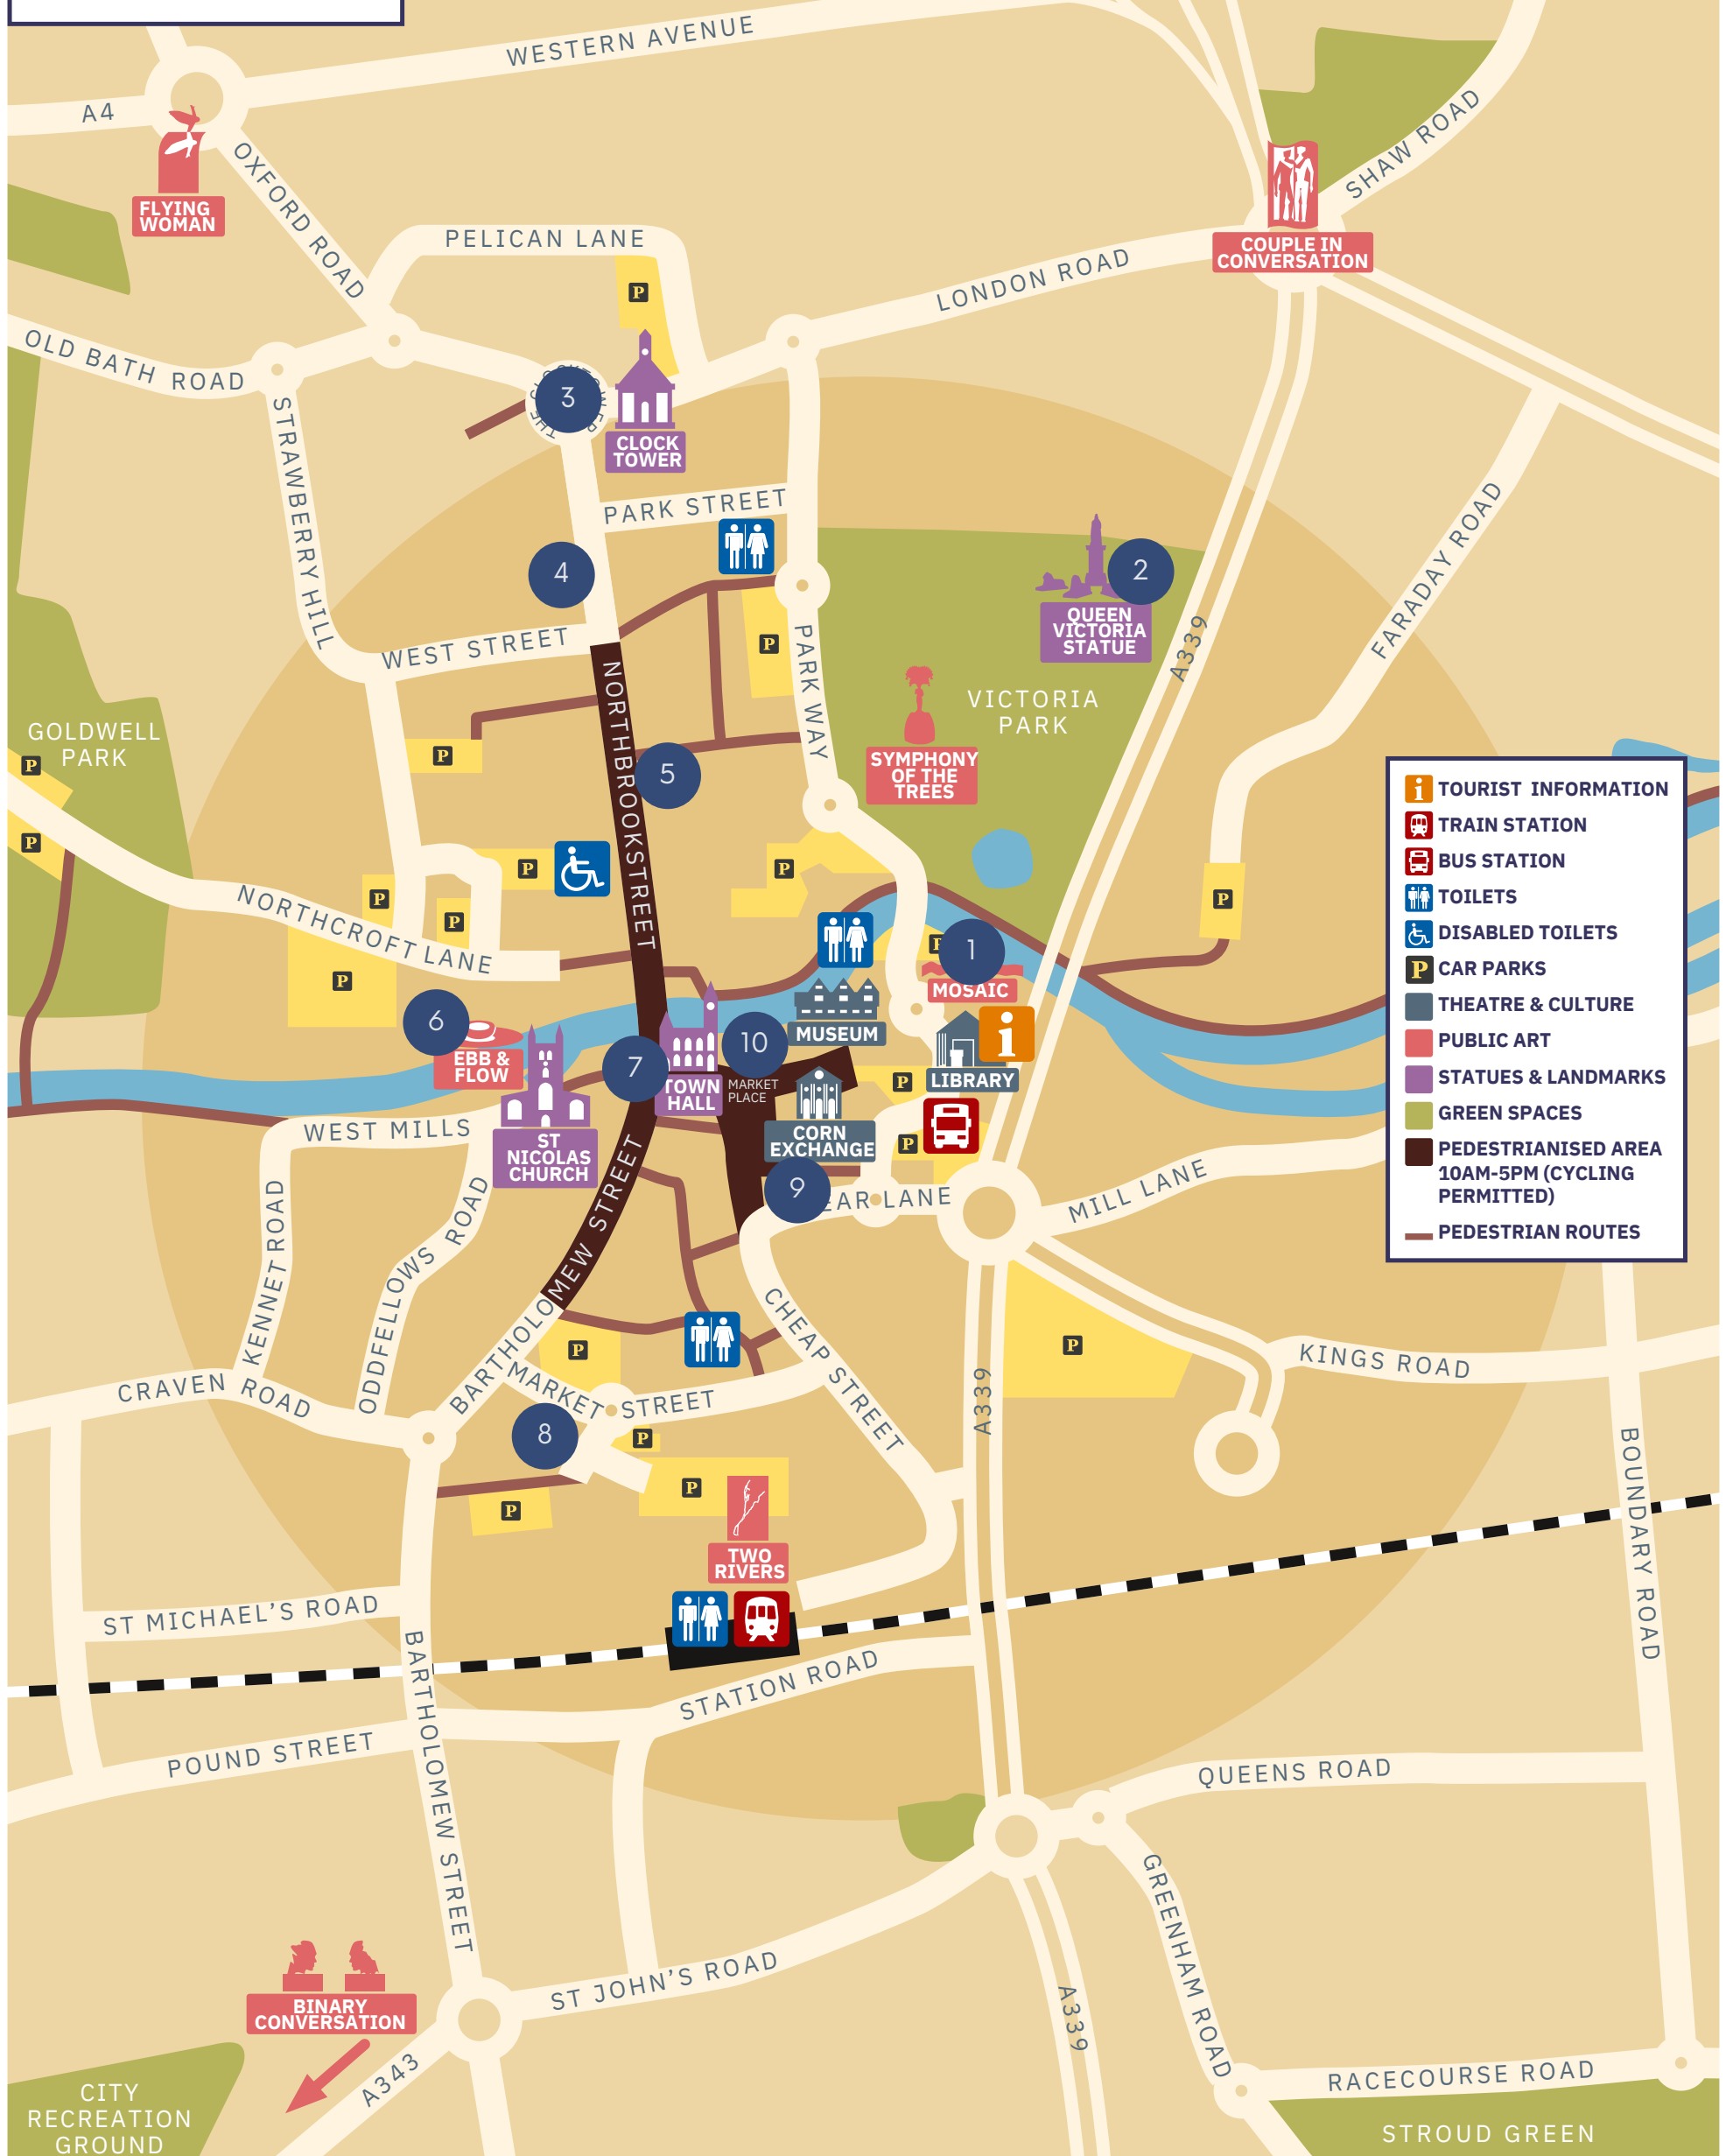 WESTERN AVENUE
A4
OXFORD ROAD
FLYING
WOMAN
SHAW ROAD
COUPLE IN
CONVERSATION
PELICAN LANE
P
LONDON ROAD
OLD BATH ROAD
STRAWBERRY HILL
3
CLOCK
TOWER
PARK STREET
4
2
QUEEN
VICTORIA
STATUE
A339
FARADAY ROAD
WEST STREET
P
PARK WAY
NORTHBROOK STREET
VICTORIA
PARK
SYMPHONY
OF THE
TREES
GOLDWELL
PARK
P
P
P
5
P
P
P
P
P
P
P
NORTHCROFT LANE
P
1
MOSAIC
6
EBB &
FLOW
7
10
MUSEUM
TOWN
HALL
MARKET
PLACE
i
LIBRARY
P
P
CORN
EXCHANGE
ST
NICOLAS
CHURCH
WEST MILLS
9
EAR LANE
MILL LANE
i TOURIST INFORMATION
TRAIN STATION
BUS STATION
TOILETS
DISABLED TOILETS
P CAR PARKS
THEATRE & CULTURE
PUBLIC ART
STATUES & LANDMARKS
GREEN SPACES
PEDESTRIANISED AREA
10AM-5PM (CYCLING
PERMITTED)
PEDESTRIAN ROUTES
KENNET ROAD
ODDFELLOWS ROAD
BARTHOLOMEW STREET
CHEAP STREET
P
P
A339
KINGS ROAD
CRAVEN ROAD
MARKET STREET
8
P
P
P
TWO
RIVERS
BOUNDARY ROAD
ST MICHAEL'S ROAD
BARTHOLOMEW STREET
STATION ROAD
POUND STREET
QUEENS ROAD
GREENHAM ROAD
ST JOHN'S ROAD
A339
BINARY
CONVERSATION
A343
CITY
RECREATION
GROUND
RACECOURSE ROAD
STROUD GREEN